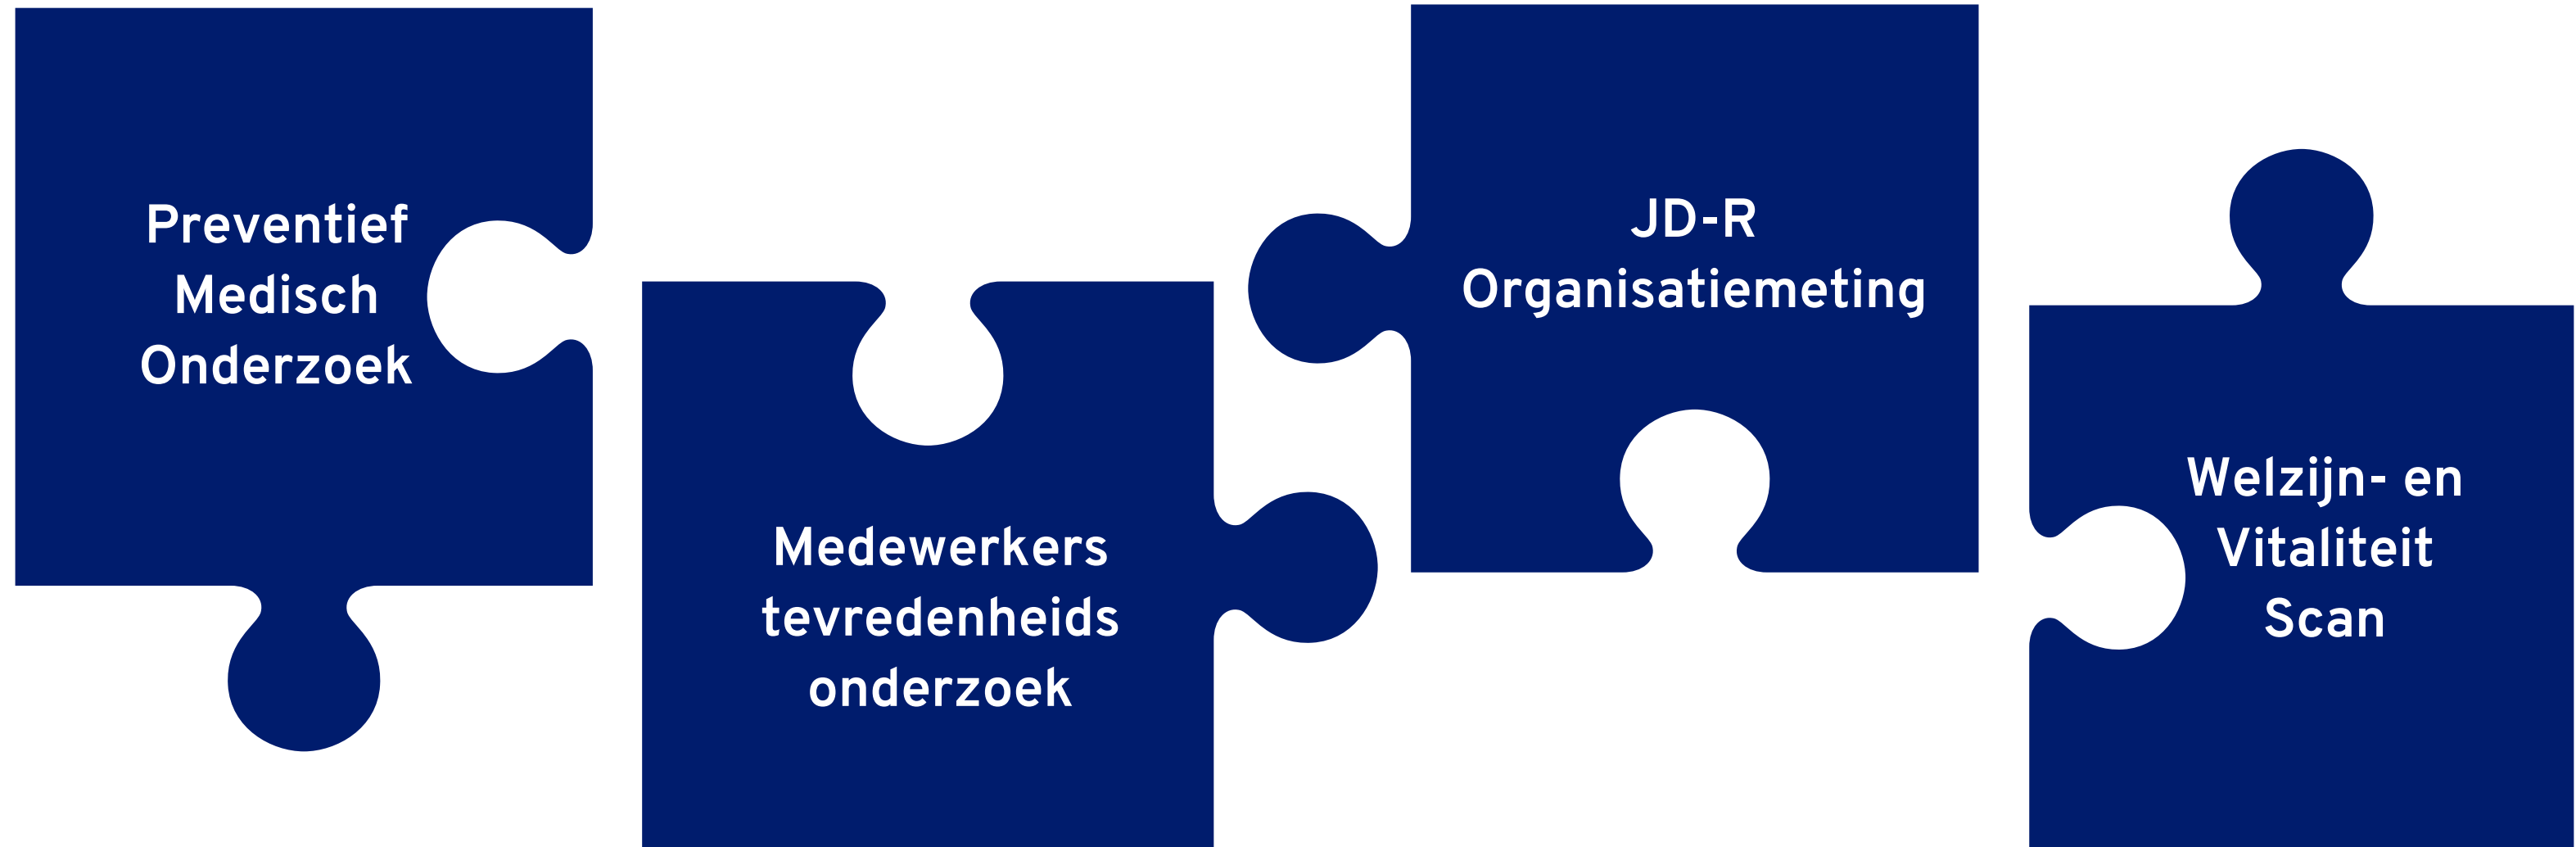 Preventief
Medisch
Onderzoek
Medewerkers
tevredenheids
onderzoek
JD-R
Organisatiemeting
Welzijn- en
Vitaliteit
Scan